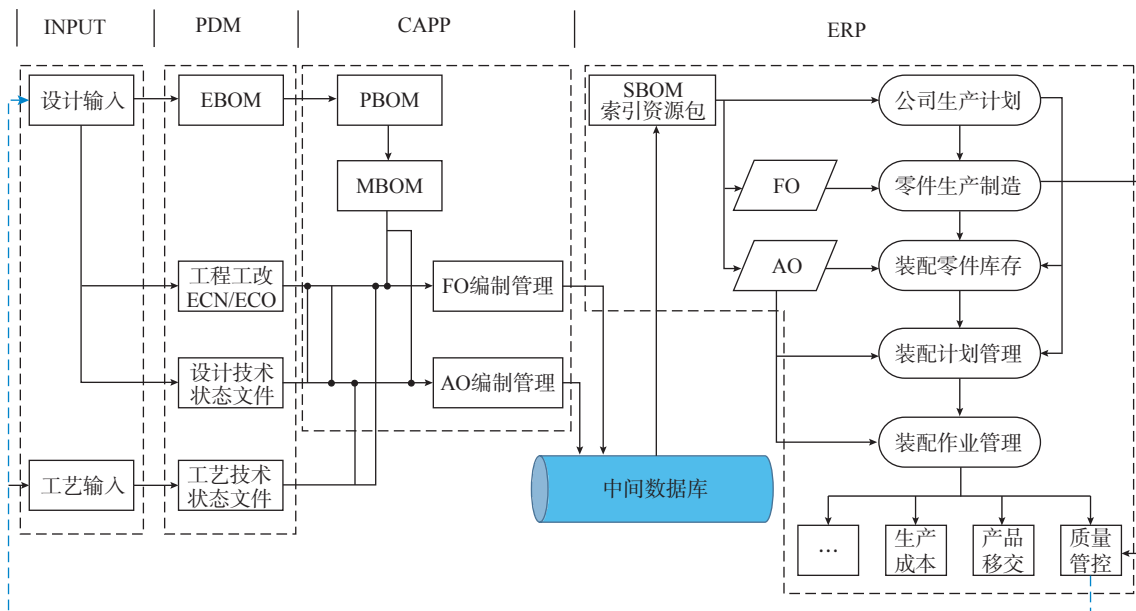 INPUT
PDM
CAPP
ERP
设计输入
EBOM
PBOM
SBOM
索引资源包
公司生产计划
MBOM
FO
零件生产制造
工程工改
ECN/ECO
FO编制管理
AO
装配零件库存
设计技术
状态文件
AO编制管理
装配计划管理
工艺输入
工艺技术
状态文件
中间数据库
装配作业管理
…
生产
成本
产品
移交
质量
管控